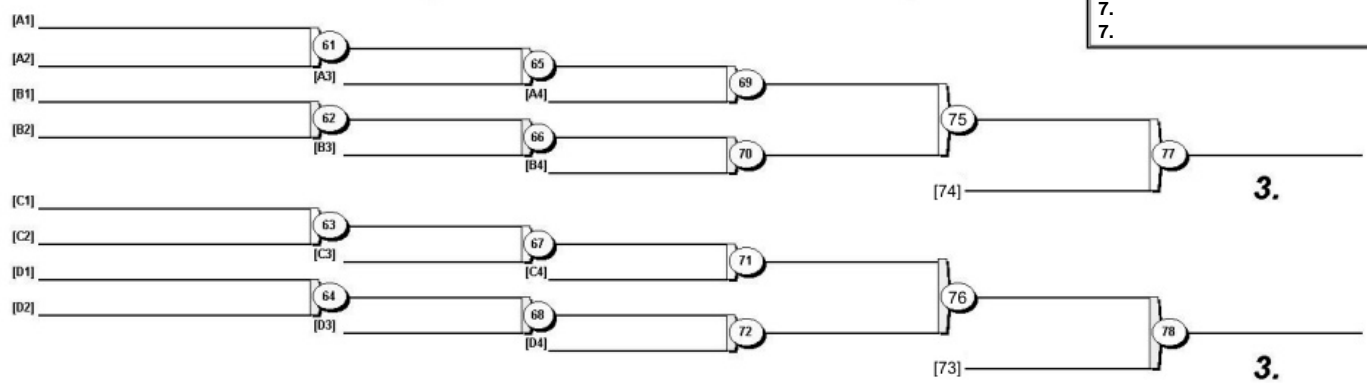 7.
7.
[A1]
61
[A2]
[A3]
65
[A4]
69
[B1]
62
[B2]
[B3]
66
[B4]
70
75
[74]
77
3.
[C1]
63
[C2]
[C3]
67
[C4]
71
[D1]
64
[D2]
[D3]
68
[D4]
72
76
[73]
78
3.